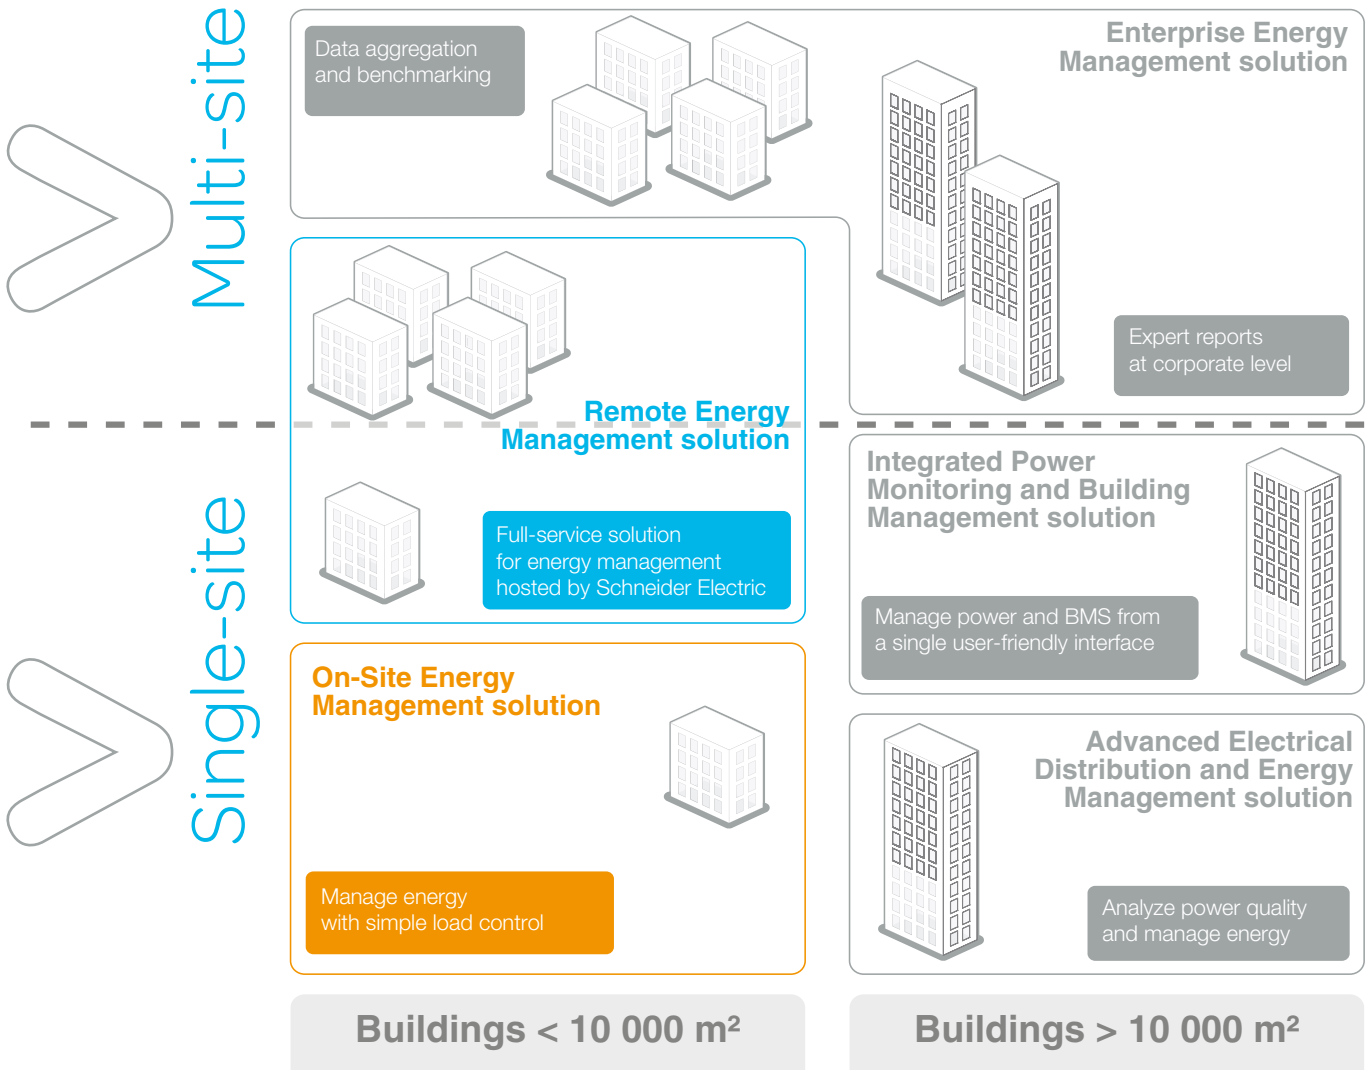 Multi-site
Data aggregation
and benchmarking
Enterprise Energy
Management solution
Expert reports
at corporate level
Remote Energy
Management solution
Full-service solution
for energy management
hosted by Schneider Electric
Single-site
Integrated Power
Monitoring and Building
Management solution
Manage power and BMS from
a single user-friendly interface
On-Site Energy
Management solution
Manage energy
with simple load control
Advanced Electrical
Distribution and Energy
Management solution
Analyze power quality
and manage energy
Buildings < 10 000 m²
Buildings > 10 000 m²